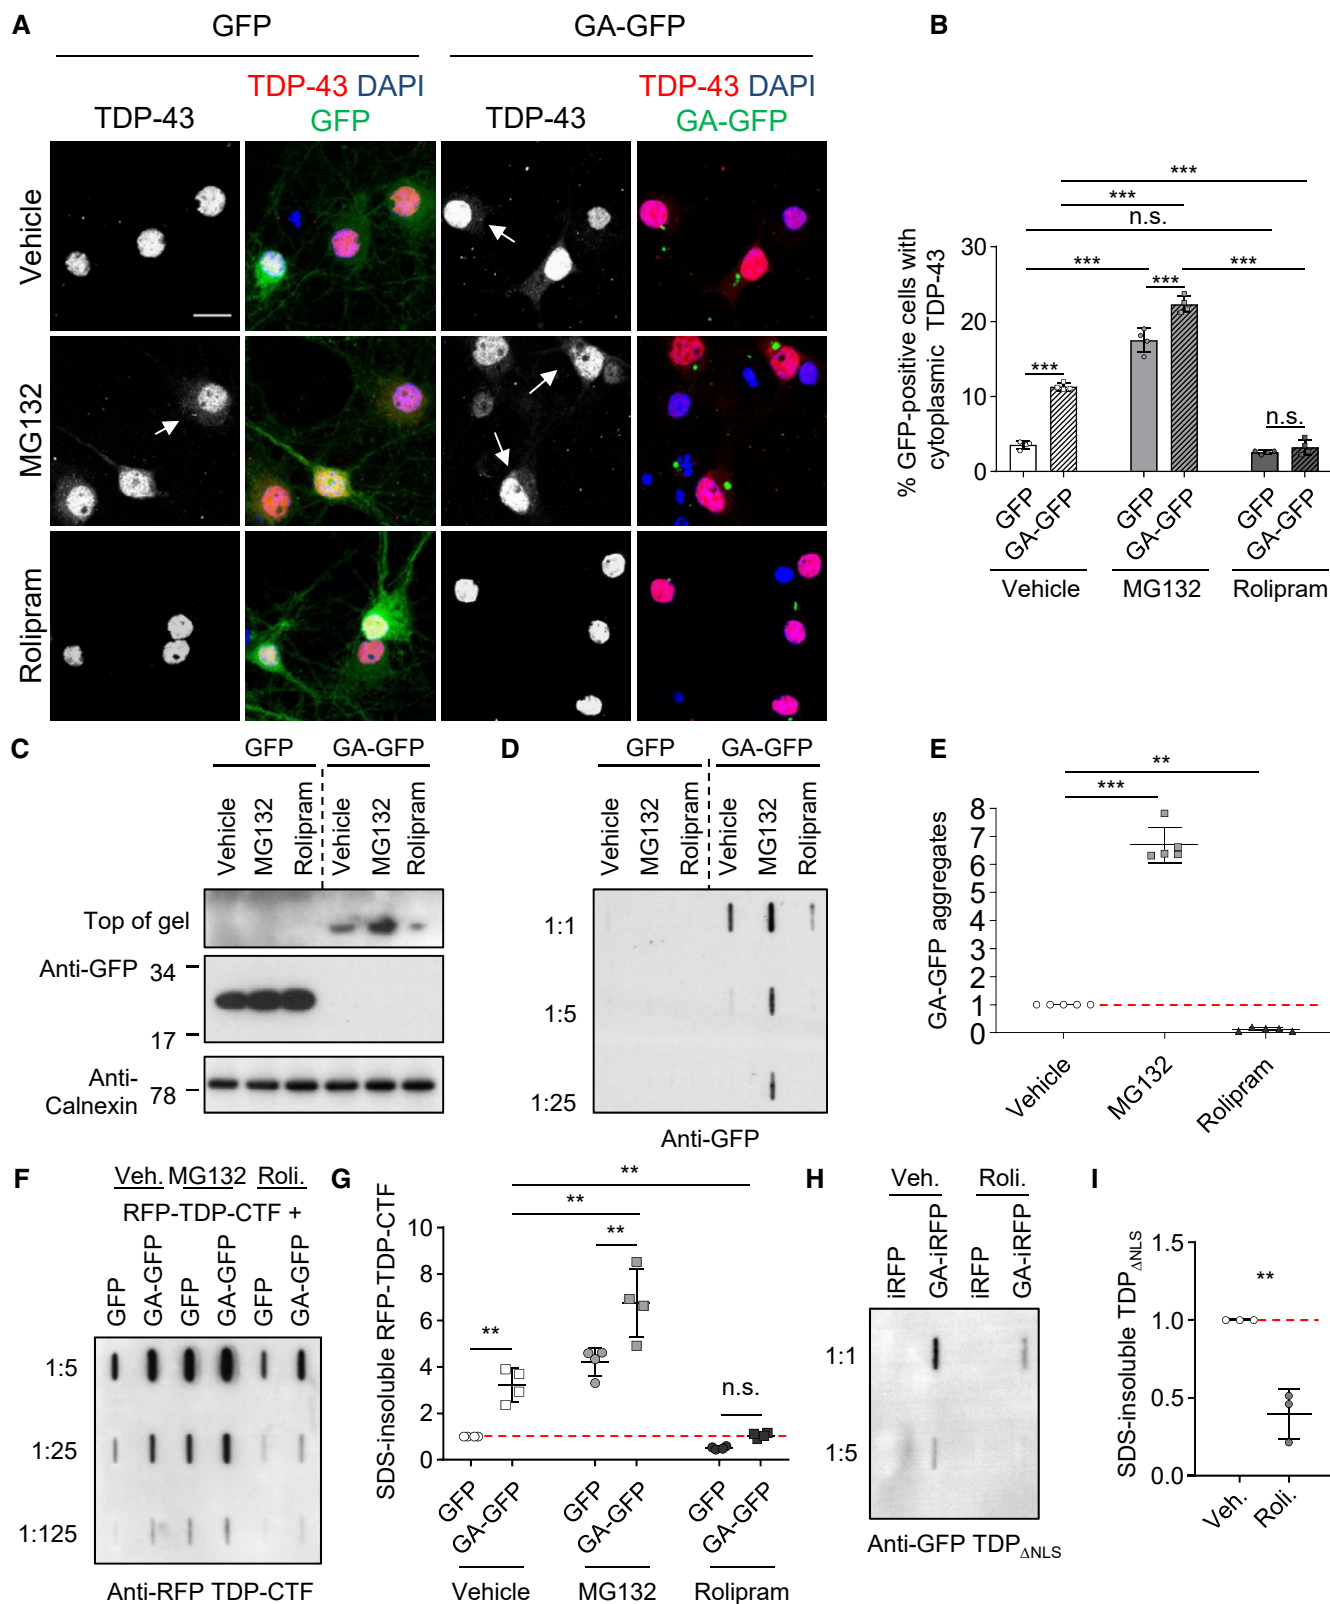 A
GFP
GA-GFP
TDP-43
TDP-43 DAPI
GFP
TDP-43
TDP-43 DAPI
GA-GFP
Vehicle
MG132
Rolipram
B
% GFP-positive cells with
cytoplasmic TDP-43
***
***
n.s.
***
***
***
***
n.s.
30
20
10
0
GFP
GA-GFP
GFP
GA-GFP
GFP
GA-GFP
Vehicle
MG132
Rolipram
C
GFP
GA-GFP
Vehicle
MG132
Rolipram
Vehicle
MG132
Rolipram
Top of gel
Anti-GFP
34
17
Anti-
Calnexin
78
D
GFP
GA-GFP
Vehicle
MG132
Rolipram
Vehicle
MG132
Rolipram
1:1
1:5
1:25
Anti-GFP
E
**
***
GA-GFP aggregates
8
7
6
5
4
3
2
1
0
Vehicle
MG132
Rolipram
F
Veh. MG132 Roli.
RFP-TDP-CTF +
GFP
GA-GFP
GFP
GA-GFP
GFP
GA-GFP
1:5
1:25
1:125
Anti-RFP TDP-CTF
G
SDS-insoluble RFP-TDP-CTF
**
**
**
**
n.s.
10
8
6
4
2
0
GFP
GA-GFP
GFP
GA-GFP
GFP
GA-GFP
Vehicle
MG132
Rolipram
H
Veh.
Roli.
iRFP
GA-iRFP
iRFP
GA-iRFP
1:1
1:5
Anti-GFP TDPΔNLS
I
SDS-insoluble TDPΔNLS
**
1.5
1.0
0.5
0.0
Veh.
Roli.